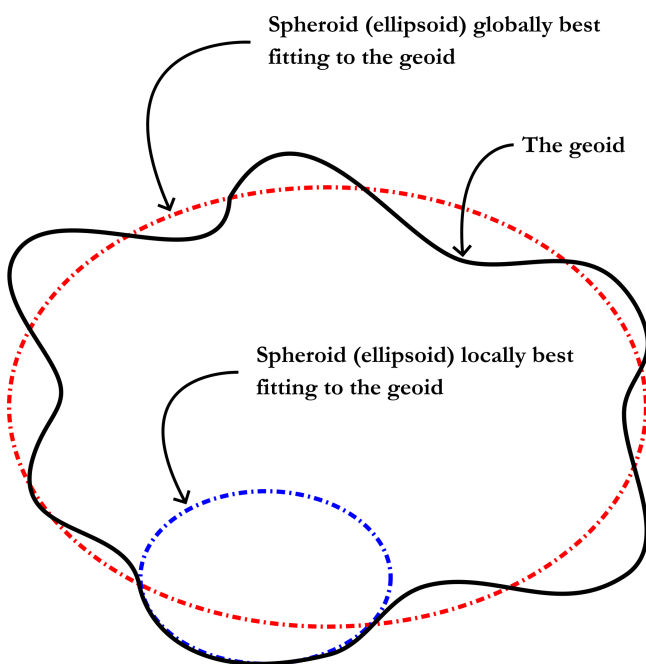 Spheroid (ellipsoid) globally best
fitting to the geoid
The geoid
Spheroid (ellipsoid) locally best
fitting to the geoid